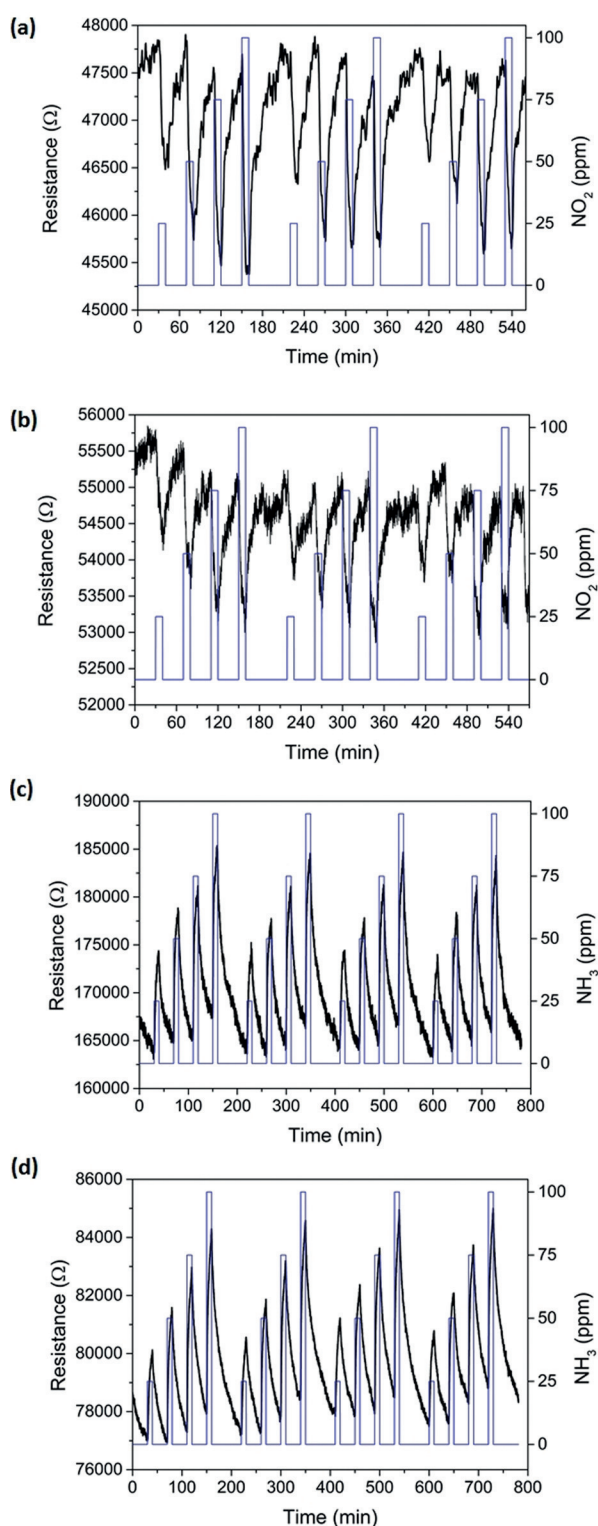 (a)
48000
47500
47000
46500
46000
45500
45000
Resistance (Ω)
100
75
50
25
0
NO₂ (ppm)
0 60 120 180 240 300 360 420 480 540
Time (min)
(b)
56000
55500
55000
54500
54000
53500
53000
52500
52000
Resistance (Ω)
100
75
50
25
0
NO₂ (ppm)
0 60 120 180 240 300 360 420 480 540
Time (min)
(c)
190000
185000
180000
175000
170000
165000
160000
Resistance (Ω)
100
75
50
25
0
NH₃ (ppm)
0 100 200 300 400 500 600 700 800
Time (min)
(d)
86000
84000
82000
80000
78000
76000
Resistance (Ω)
100
75
50
25
0
NH₃ (ppm)
0 100 200 300 400 500 600 700 800
Time (min)